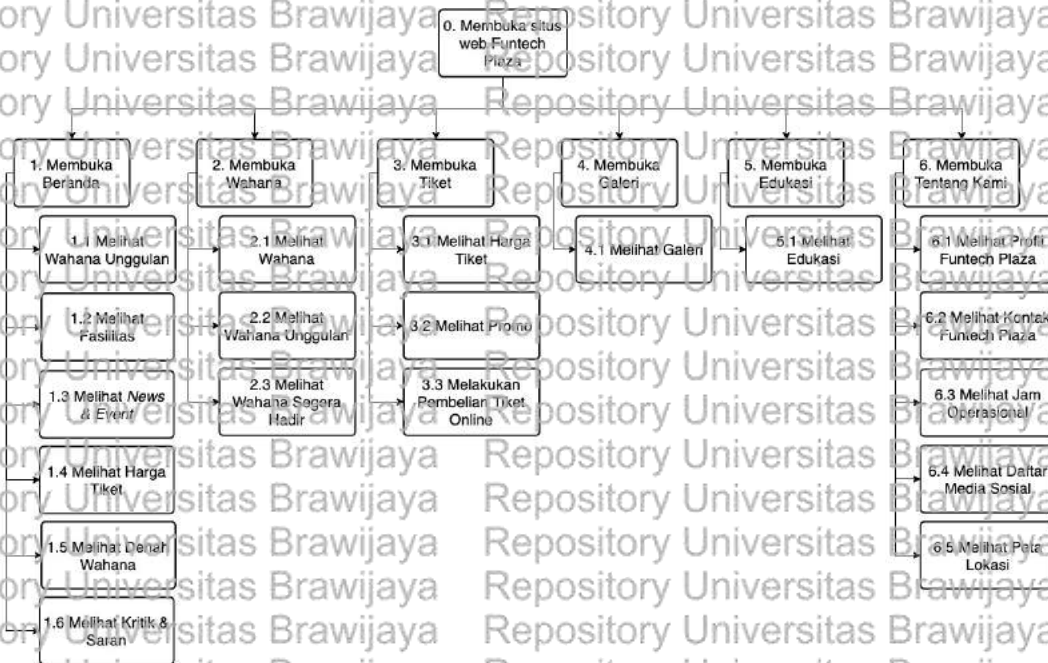 0. Membuka situs
web Funtech
Plaza
1. Membuka
Beranda
2. Membuka
Wahana
3. Membuka
Tiket
4. Membuka
Galeri
5. Membuka
Edukasi
6. Membuka
Tentang Kami
1.1 Melihat
Wahana Unggulan
2.1 Melihat
Wahana
3.1 Melihat Harga
Tiket
4.1 Melihat Galeri
5.1 Melihat
Edukasi
6.1 Melihat Profil
Funtech Plaza
1.2 Melihat
Fasilitas
2.2 Melihat
Wahana Unggulan
3.2 Melihat Promo
6.2 Melihat Kontak
Funtech Plaza
1.3 Melihat News
& Event
2.3 Melihat
Wahana Segera
Hadir
3.3 Melakukan
Pembelian Tiket
Online
6.3 Melihat Jam
Operasional
1.4 Melihat Harga
Tiket
6.4 Melihat Daftar
Media Sosial
1.5 Melihat Denah
Wahana
6.5 Melihat Peta
Lokasi
1.6 Melihat Kritik &
Saran
ory Universitas Brawijaya Repository Universitas Brawijaya